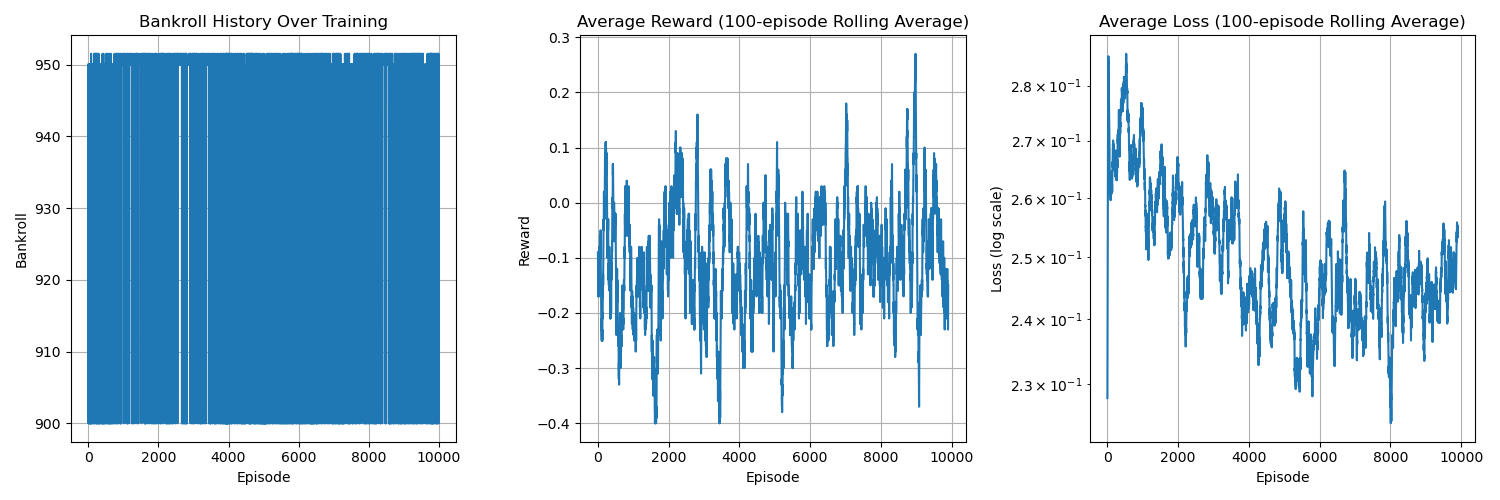 Bankroll History Over Training
Bankroll
950
940
930
920
910
900
0 2000 4000 6000 8000 10000
Episode
Average Reward (100-episode Rolling Average)
Reward
0.3
0.2
0.1
0.0
−0.1
−0.2
−0.3
−0.4
0 2000 4000 6000 8000 10000
Episode
Average Loss (100-episode Rolling Average)
Loss (log scale)
2.8 × 10⁻¹
2.7 × 10⁻¹
2.6 × 10⁻¹
2.5 × 10⁻¹
2.4 × 10⁻¹
2.3 × 10⁻¹
0 2000 4000 6000 8000 10000
Episode